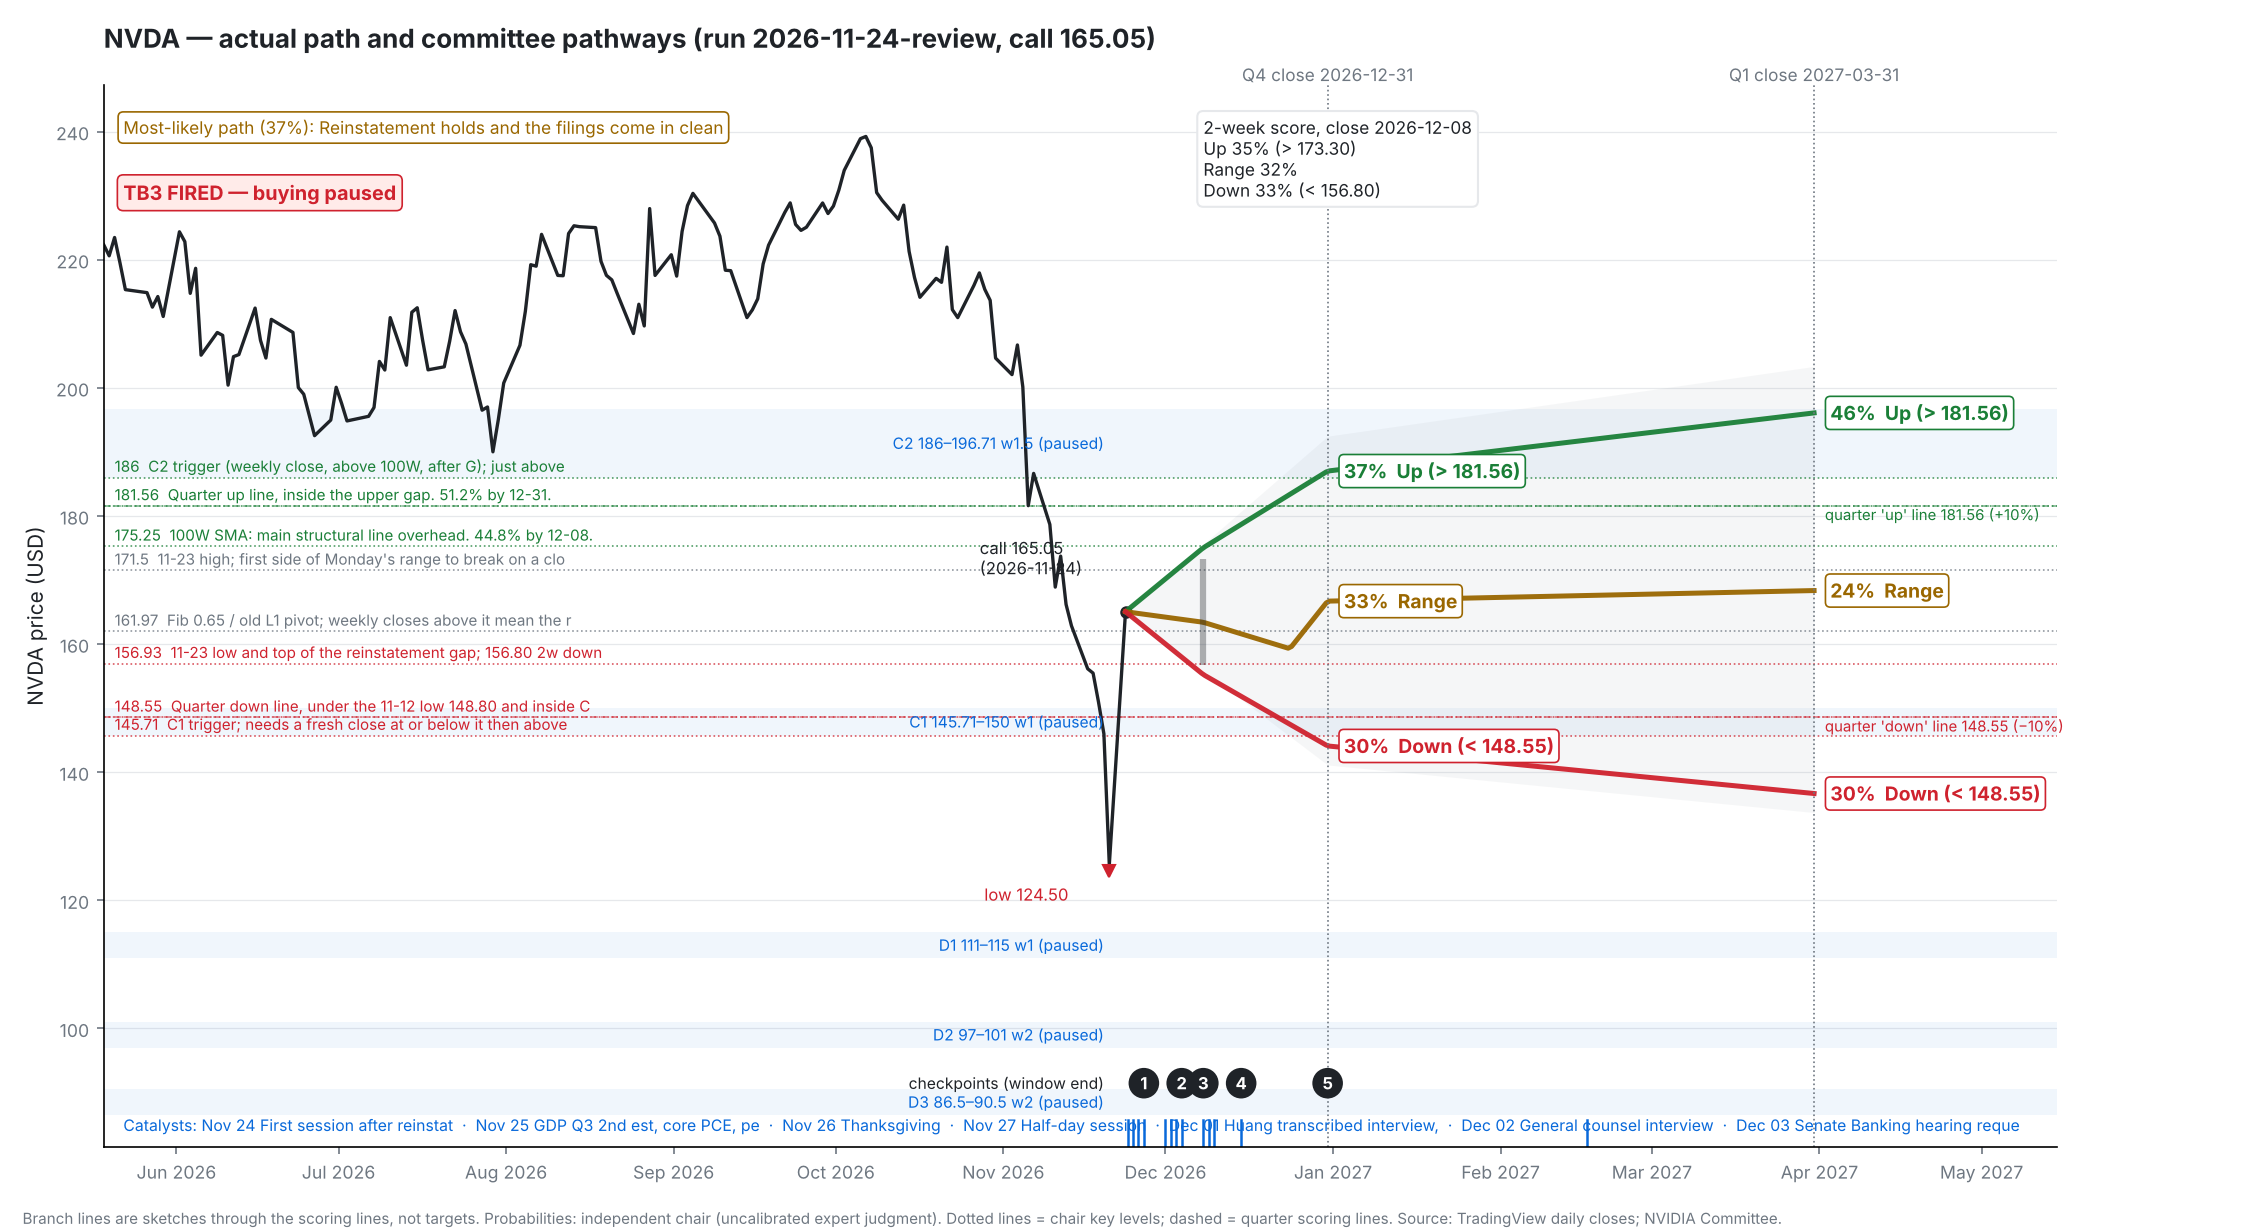 NVDA — actual path and committee pathways (run 2026-11-24-review, call 165.05)
Q4 close 2026-12-31
Q1 close 2027-03-31
Most-likely path (37%): Reinstatement holds and the filings come in clean
TB3 FIRED — buying paused
2-week score, close 2026-12-08
Up 35% (> 173.30)
Range 32%
Down 33% (< 156.80)
NVDA price (USD)
240
220
200
180
160
140
120
100
C2 186–196.71 w1.5 (paused)
186  C2 trigger (weekly close, above 100W, after G); just above
181.56  Quarter up line, inside the upper gap. 51.2% by 12-31.
175.25  100W SMA: main structural line overhead. 44.8% by 12-08.
171.5  11-23 high; first side of Monday's range to break on a clo
161.97  Fib 0.65 / old L1 pivot; weekly closes above it mean the r
156.93  11-23 low and top of the reinstatement gap; 156.80 2w down
148.55  Quarter down line, under the 11-12 low 148.80 and inside C
145.71  C1 trigger; needs a fresh close at or below it then above
call 165.05
(2026-11-24)
C1 145.71–150 w1 (paused)
low 124.50
46%  Up (> 181.56)
37%  Up (> 181.56)
quarter 'up' line 181.56 (+10%)
33%  Range
24%  Range
quarter 'down' line 148.55 (−10%)
30%  Down (< 148.55)
30%  Down (< 148.55)
D1 111–115 w1 (paused)
D2 97–101 w2 (paused)
checkpoints (window end)
1
2
3
4
5
D3 86.5–90.5 w2 (paused)
Catalysts: Nov 24 First session after reinstat  ·  Nov 25 GDP Q3 2nd est, core PCE, pe  ·  Nov 26 Thanksgiving  ·  Nov 27 Half-day session  ·  Dec 01 Huang transcribed interview,  ·  Dec 02 General counsel interview  ·  Dec 03 Senate Banking hearing reque
Jun 2026
Jul 2026
Aug 2026
Sep 2026
Oct 2026
Nov 2026
Dec 2026
Jan 2027
Feb 2027
Mar 2027
Apr 2027
May 2027
Branch lines are sketches through the scoring lines, not targets. Probabilities: independent chair (uncalibrated expert judgment). Dotted lines = chair key levels; dashed = quarter scoring lines. Source: TradingView daily closes; NVIDIA Committee.